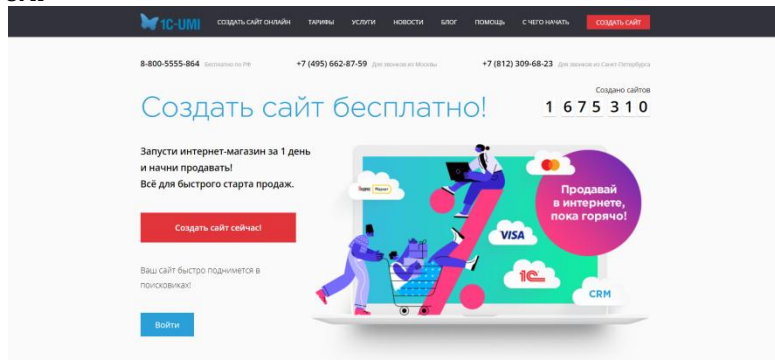 1C-UMI
СОЗДАТЬ САЙТ ОНЛАЙН ТАРИФЫ УСЛУГИ НОВОСТИ БЛОГ ПОМОЩЬ С ЧЕГО НАЧАТЬ СОЗДАТЬ САЙТ
8-800-5555-864 Бесплатно по РФ +7 (495) 662-87-59 Для звонков из Москвы +7 (812) 309-68-23 Для звонков из Санкт-Петербурга
Создано сайтов
Создать сайт бесплатно! 1 675 310
Запусти интернет-магазин за 1 день
и начни продавать!
Всё для быстрого старта продаж.
Создать сайт сейчас!
Ваш сайт быстро поднимется в
поисковиках!
Войти
Яндекс Маркет
Продавай
в интернете,
пока горячо!
VISA
1C
CRM